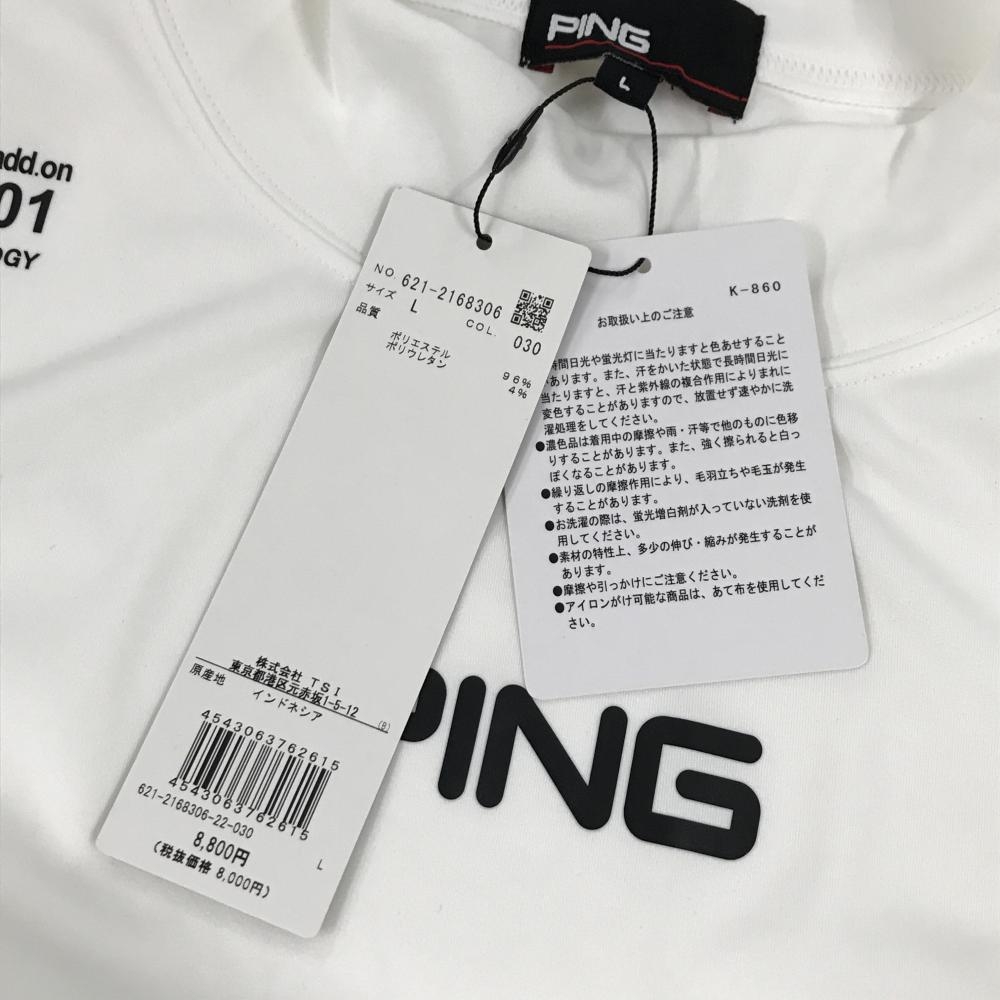 PING
L
add.on
01
OGY
NO. 621-2168306
サイズ L
COL. 030
品質
ポリエステル 96%
ポリウレタン 4%
株式会社 TSI
東京都港区元赤坂1-5-12
原産地 インドネシア (B)
4543063762615
4543063762615
621-2168306-22-030
8,800円 L
(税抜価格 8,000円)
K-860
お取扱い上のご注意
時間日光や蛍光灯に当たりますと色あせすること
があります。また、汗をかいた状態で長時間日光に
当たりますと、汗と紫外線の複合作用によりまれに
変色することがありますので、放置せず速やかに洗
濯処理をしてください。
●濃色品は着用中の摩擦や雨・汗等で他のものに色移
りすることがあります。また、強く擦られると白っ
ぽくなることがあります。
●繰り返しの摩擦作用により、毛羽立ちや毛玉が発生
することがあります。
●お洗濯の際は、蛍光増白剤が入っていない洗剤を使
用してください。
●素材の特性上、多少の伸び・縮みが発生することが
あります。
●摩擦や引っかけにご注意ください。
●アイロンがけ可能な商品は、あて布を使用してくだ
さい。
PING